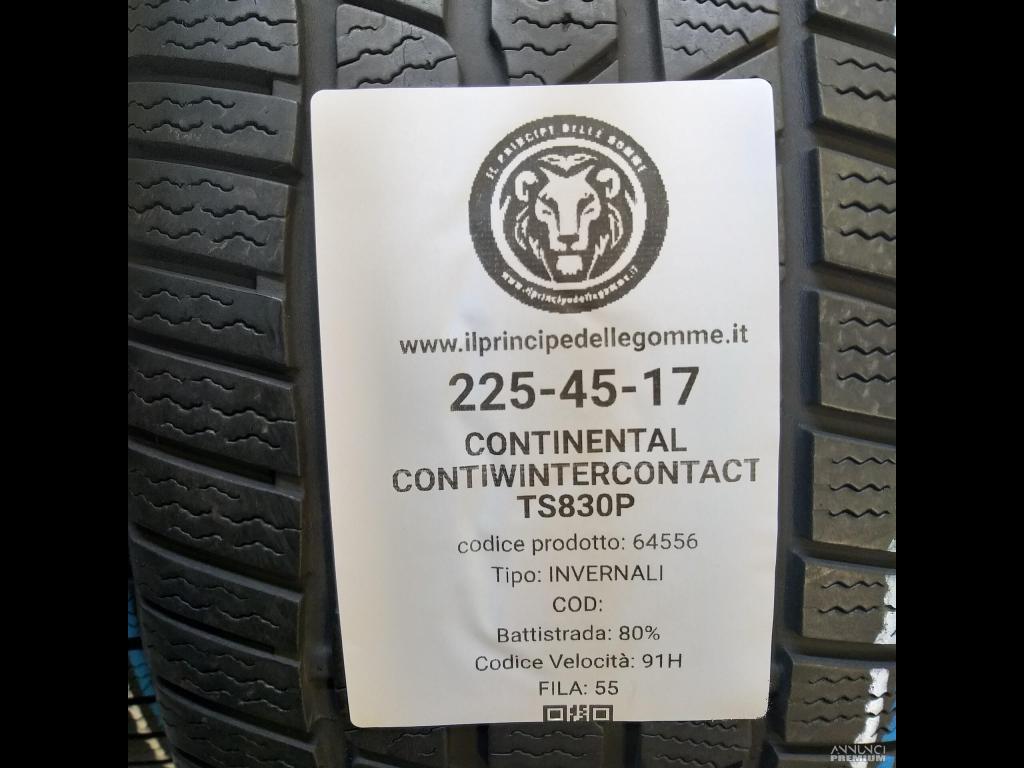 IL PRINCIPE DELLE GOMME
www.ilprincipedellegomme.it
www.ilprincipedellegomme.it
225-45-17
CONTINENTAL
CONTIWINTERCONTACT
TS830P
codice prodotto: 64556
Tipo: INVERNALI
COD:
Battistrada: 80%
Codice Velocità: 91H
FILA: 55
ANNUNCI
PREMIUM